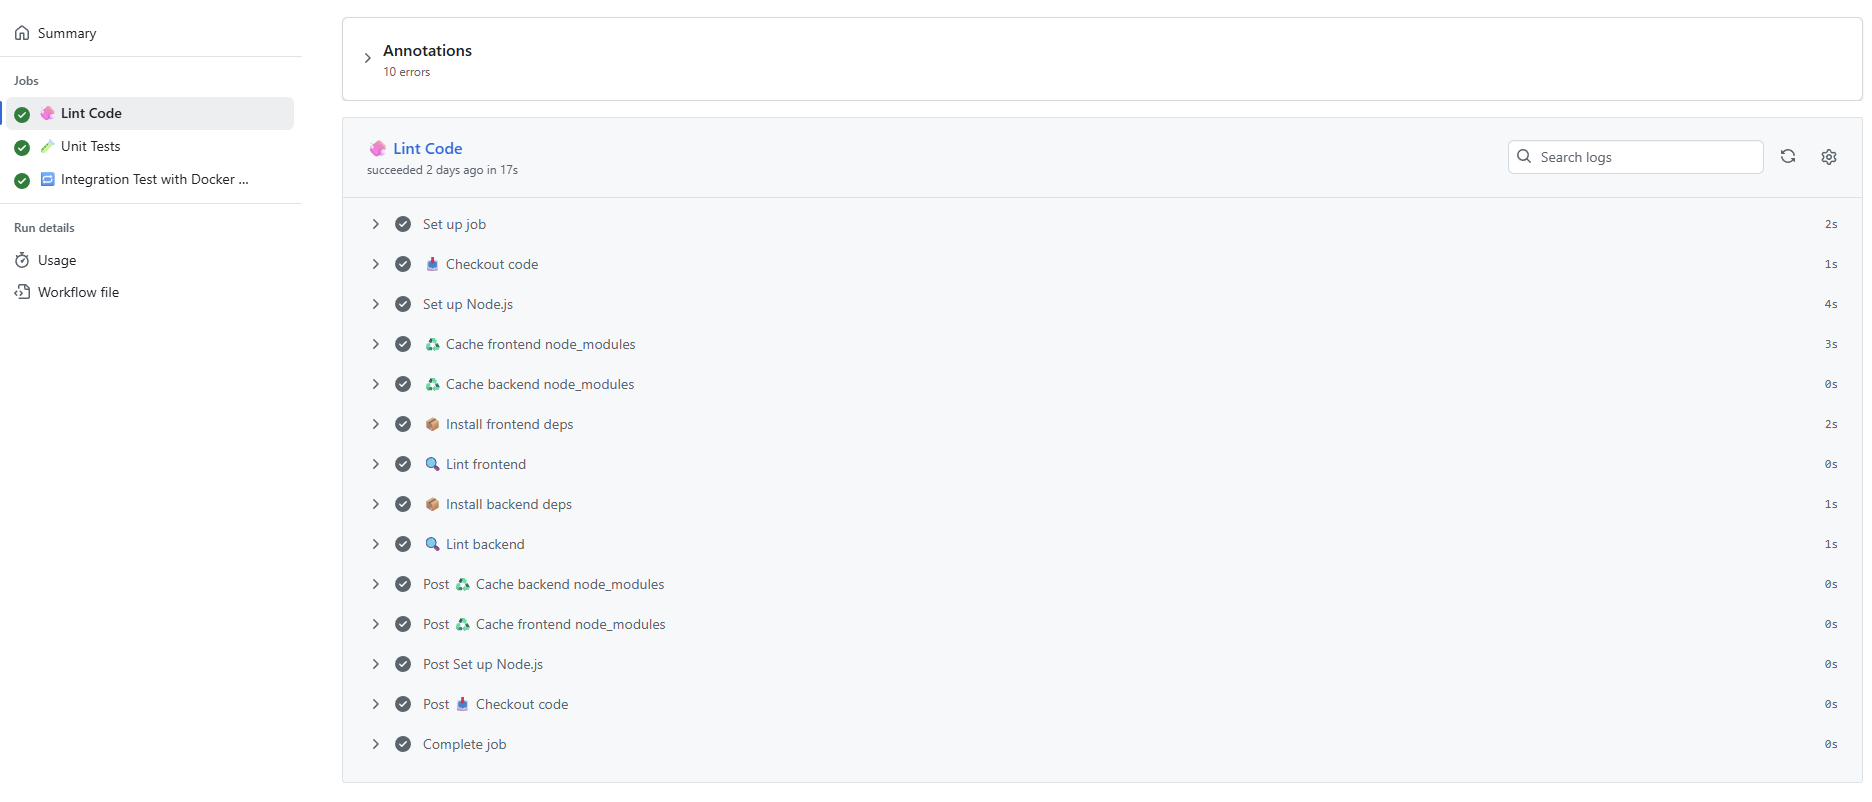 Summary
Jobs
Lint Code
Unit Tests
Integration Test with Docker ...
Run details
Usage
Workflow file
Annotations
10 errors
Lint Code
succeeded 2 days ago in 17s
Search logs
Set up job 2s
Checkout code 1s
Set up Node.js 4s
Cache frontend node_modules 3s
Cache backend node_modules 0s
Install frontend deps 2s
Lint frontend 0s
Install backend deps 1s
Lint backend 1s
Post Cache backend node_modules 0s
Post Cache frontend node_modules 0s
Post Set up Node.js 0s
Post Checkout code 0s
Complete job 0s